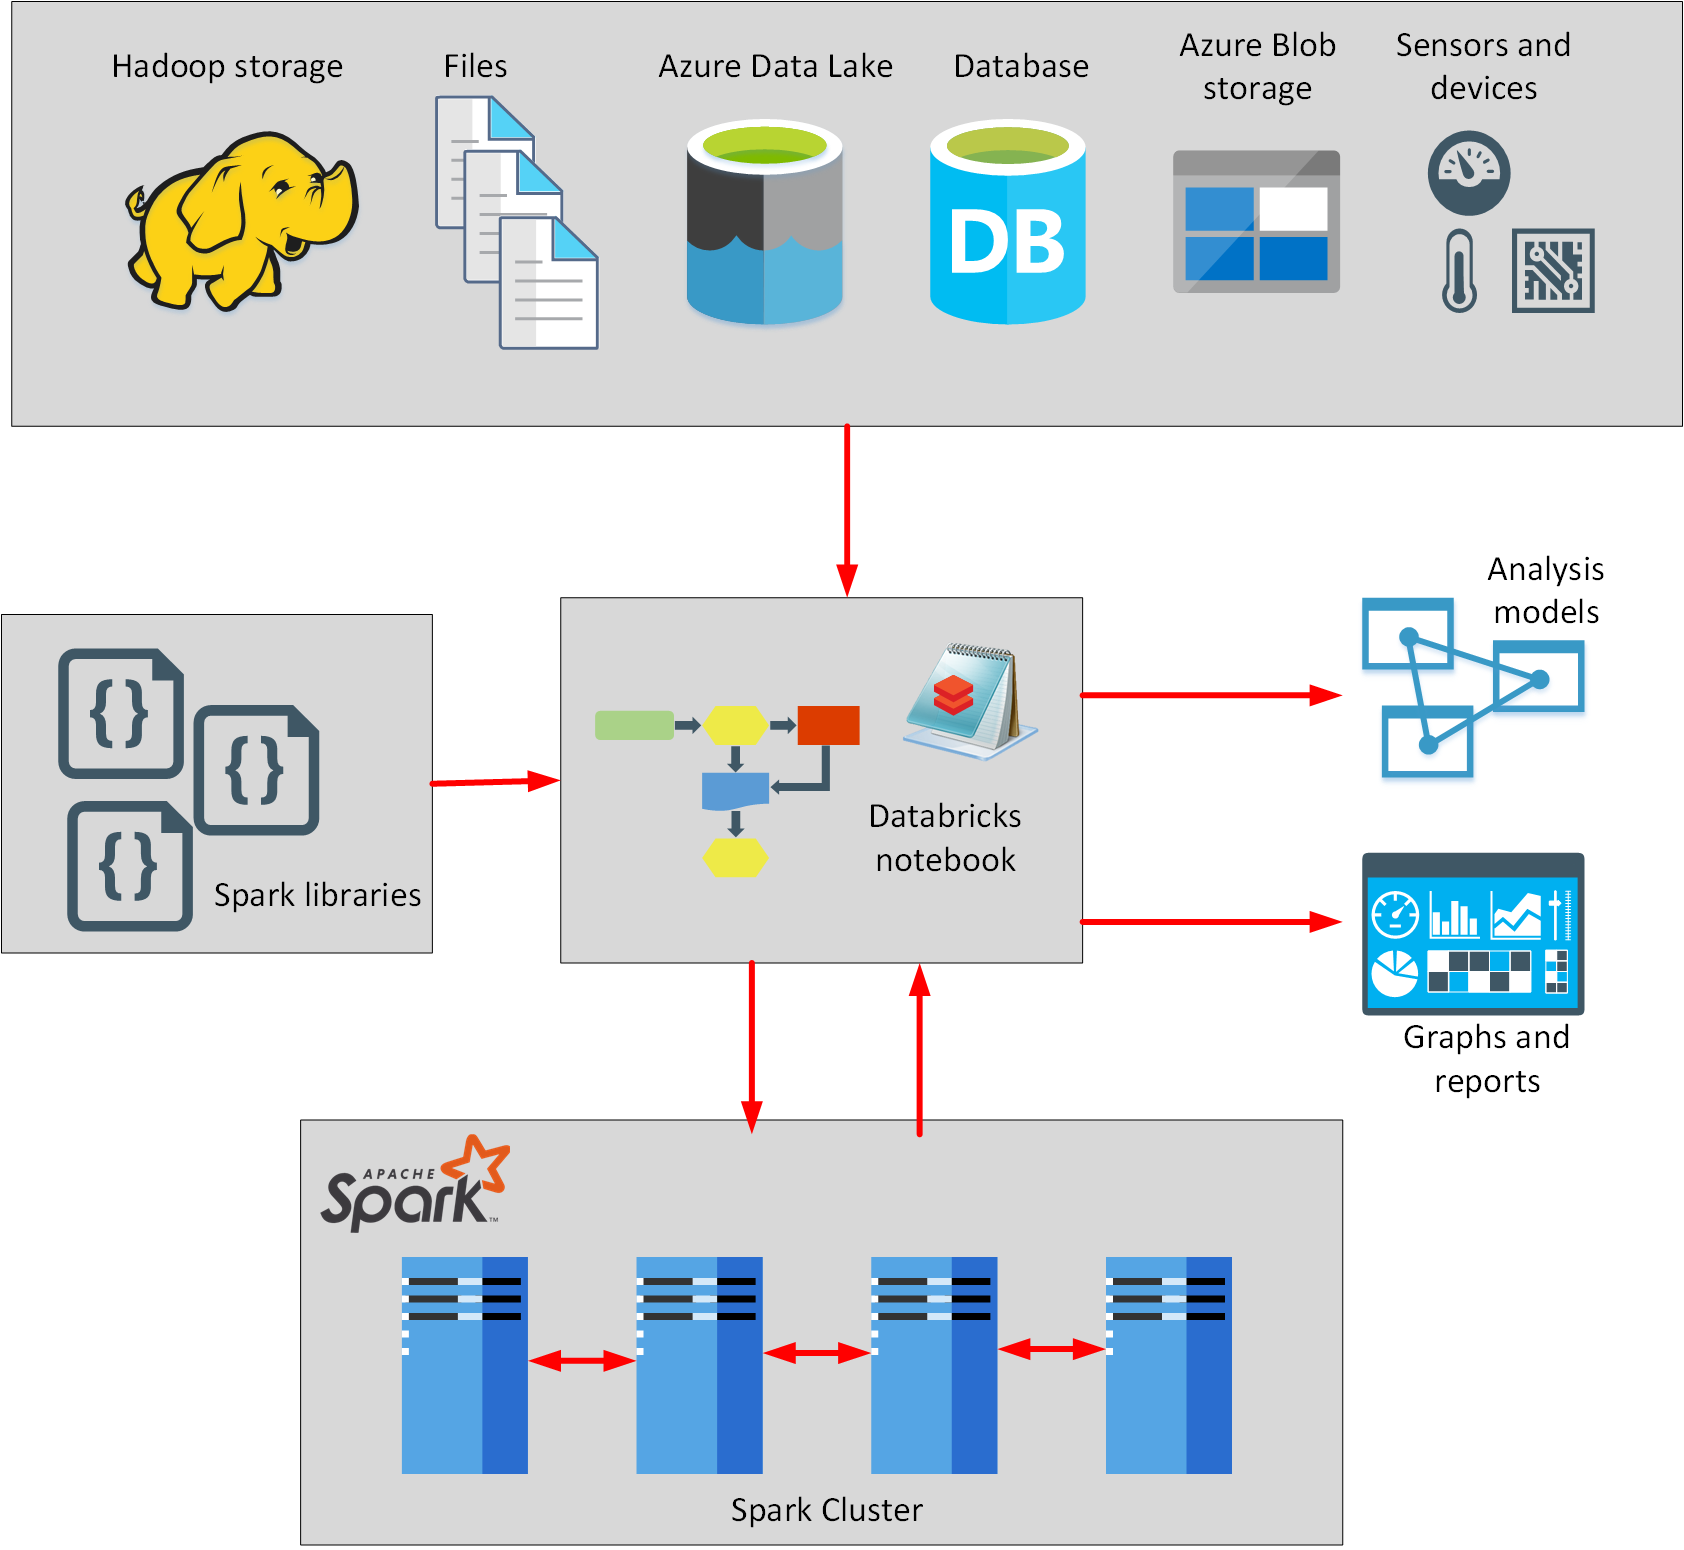 Hadoop storage
Files
Azure Data Lake
Database
Azure Blob
storage
Sensors and
devices
DB
Analysis
models
{}
{}
{}
Spark libraries
Databricks
notebook
Graphs and
reports
APACHE
Spark™
Spark Cluster